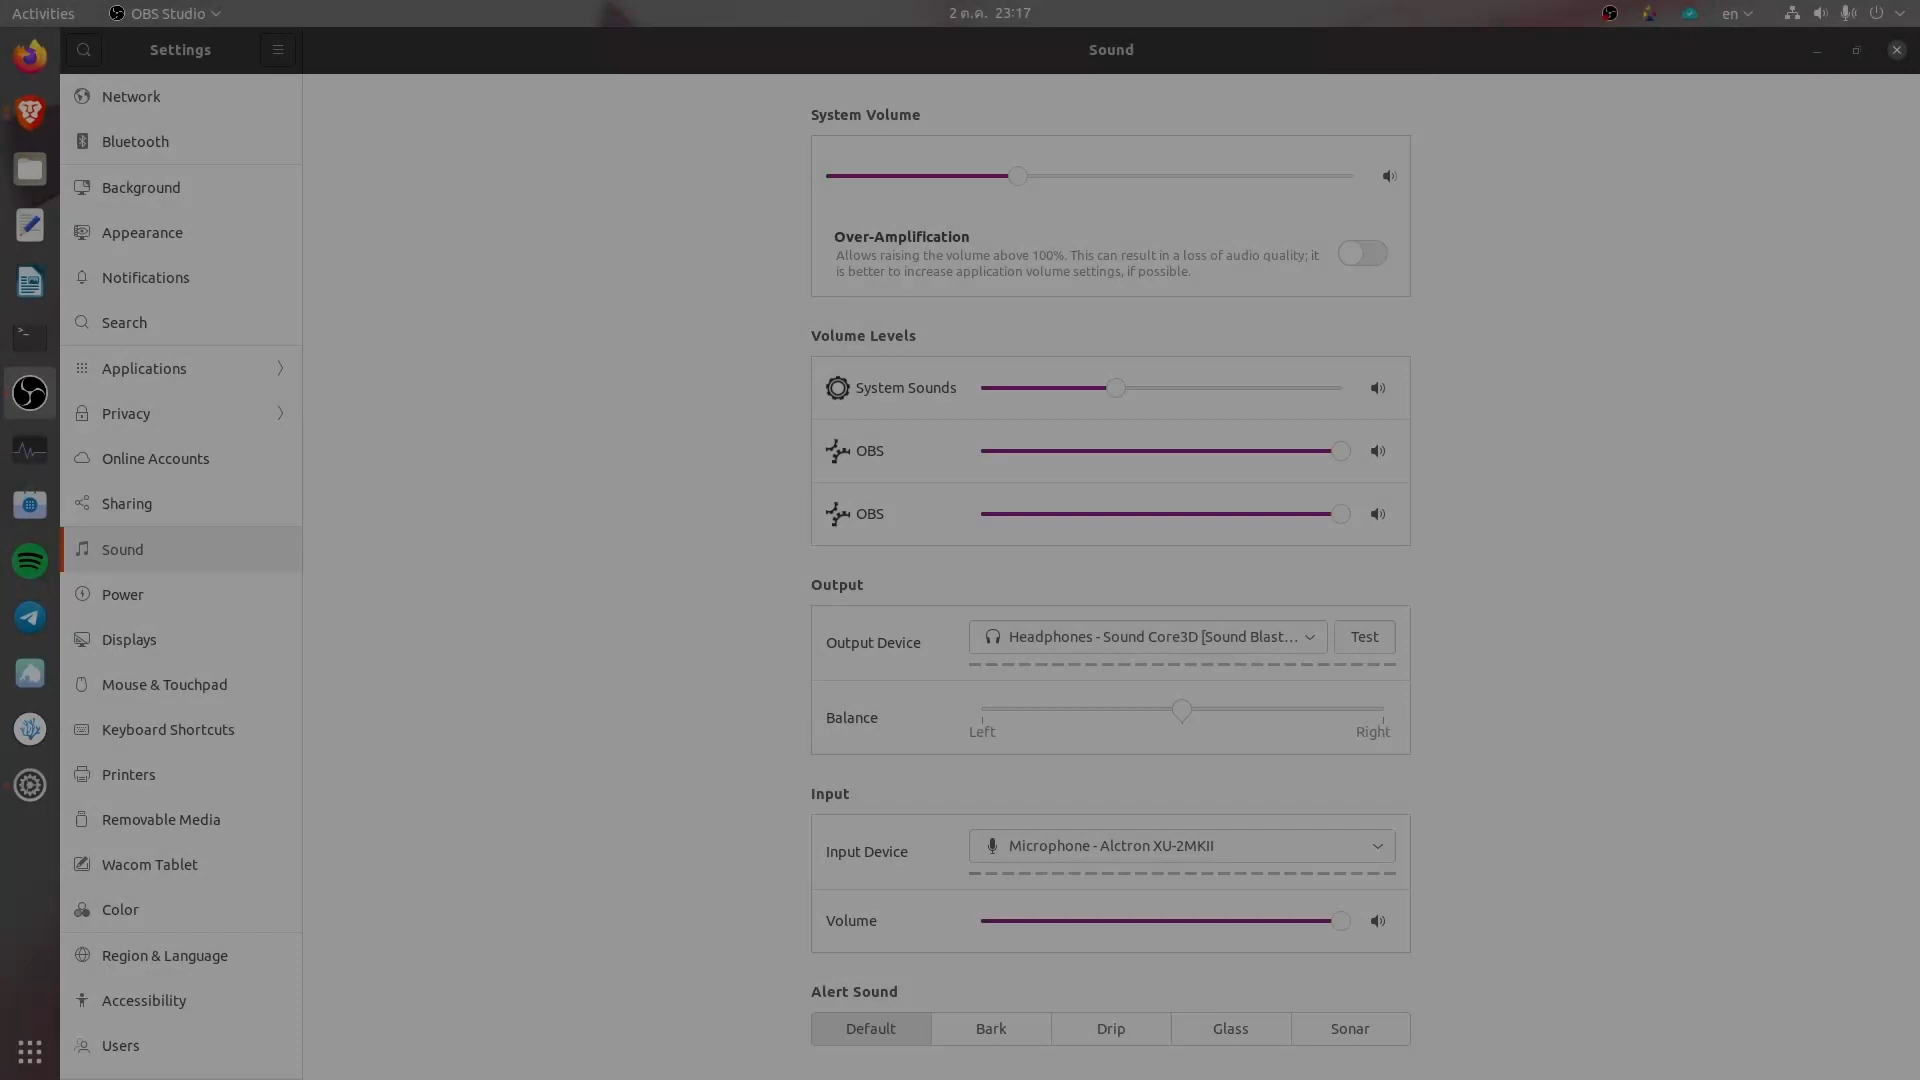 Activities
OBS Studio
2 ต.ค. 23:17
en
Settings
Sound
Network
Bluetooth
Background
Appearance
Notifications
Search
Applications
Privacy
Online Accounts
Sharing
Sound
Power
Displays
Mouse & Touchpad
Keyboard Shortcuts
Printers
Removable Media
Wacom Tablet
Color
Region & Language
Accessibility
Users
System Volume
Over-Amplification
Allows raising the volume above 100%. This can result in a loss of audio quality; it
is better to increase application volume settings, if possible.
Volume Levels
System Sounds
OBS
OBS
Output
Output Device
Headphones - Sound Core3D [Sound Blast…
Test
Balance
Left
Right
Input
Input Device
Microphone - Alctron XU-2MKII
Volume
Alert Sound
Default
Bark
Drip
Glass
Sonar